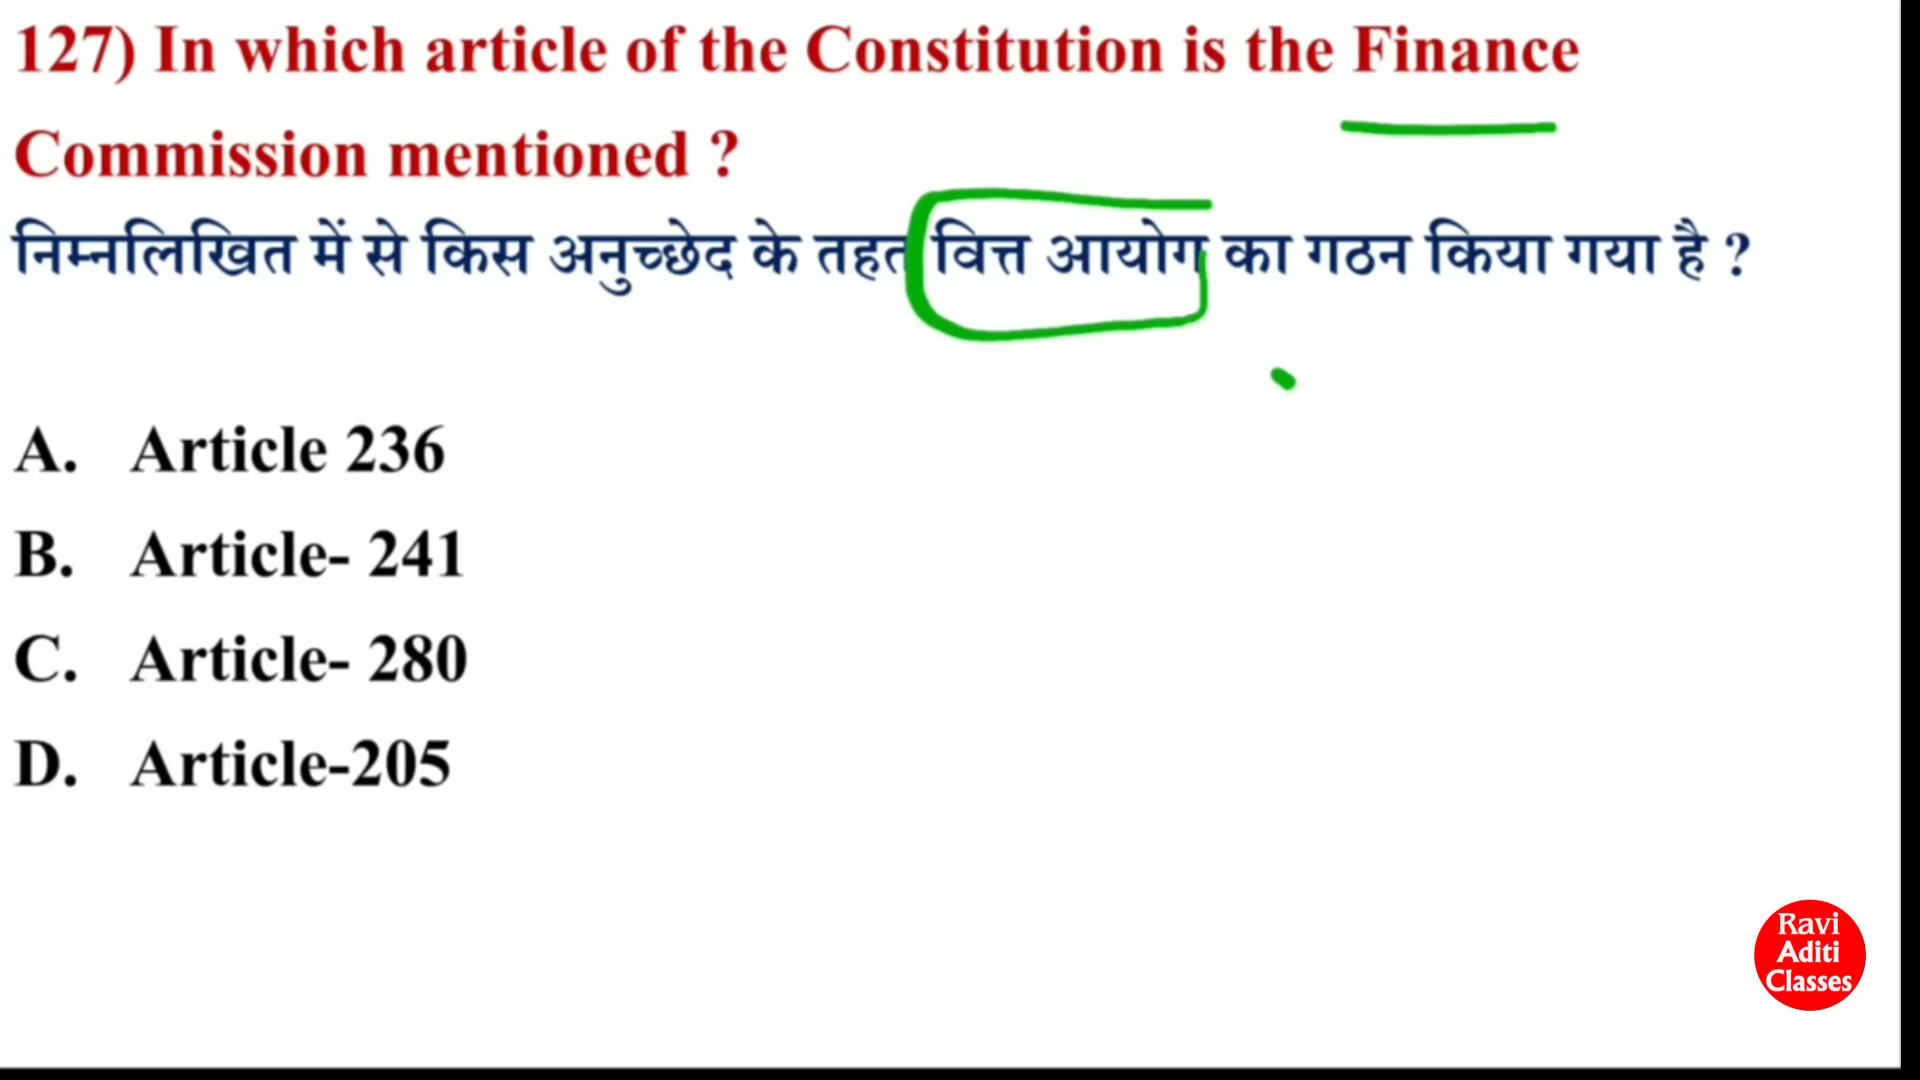 127) In which article of the Constitution is the Finance
Commission mentioned ?
निम्नलिखित में से किस अनुच्छेद के तहत वित्त आयोग का गठन किया गया है ?
A. Article 236
B. Article- 241
C. Article- 280
D. Article-205
Ravi
Aditi
Classes